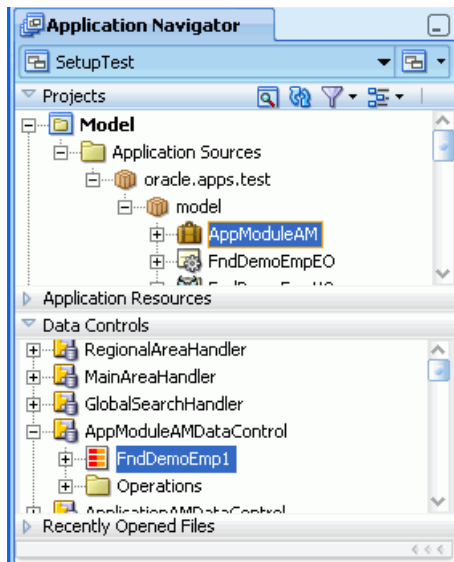 Application Navigator
SetupTest
Projects
Model
Application Sources
oracle.apps.test
model
AppModuleAM
FndDemoEmpEO
Application Resources
Data Controls
RegionalAreaHandler
MainAreaHandler
GlobalSearchHandler
AppModuleAMDataControl
FndDemoEmp1
Operations
ApplicationAMDataControl
Recently Opened Files